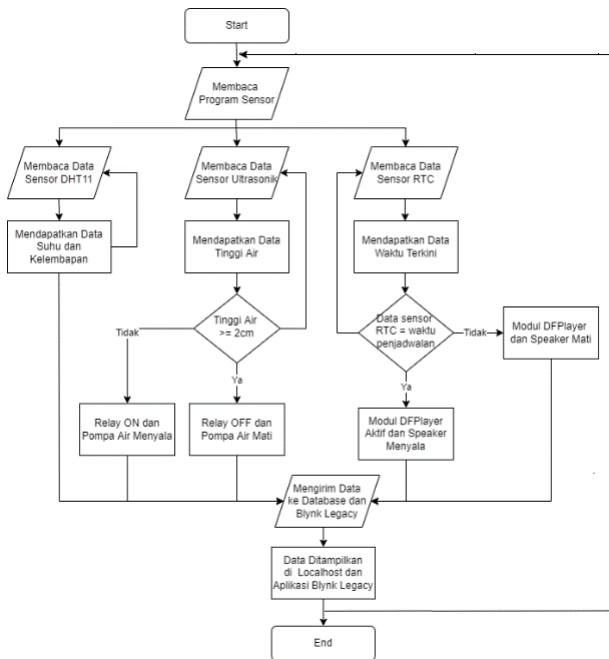 Start
Membaca
Program Sensor
Membaca Data
Sensor DHT11
Membaca Data
Sensor Ultrasonik
Membaca Data
Sensor RTC
Mendapatkan Data
Suhu dan
Kelembapan
Mendapatkan Data
Tinggi Air
Mendapatkan Data
Waktu Terkini
Tinggi Air
>= 2cm
Tidak
Ya
Data sensor
RTC = waktu
penjadwalan
Tidak
Ya
Modul DFPlayer
dan Speaker Mati
Relay ON dan
Pompa Air Menyala
Relay OFF dan
Pompa Air Mati
Modul DFPlayer
Aktif dan Speaker
Menyala
Mengirim Data
ke Database dan
Blynk Legacy
Data Ditampilkan
di Localhost dan
Aplikasi Blynk Legacy
End